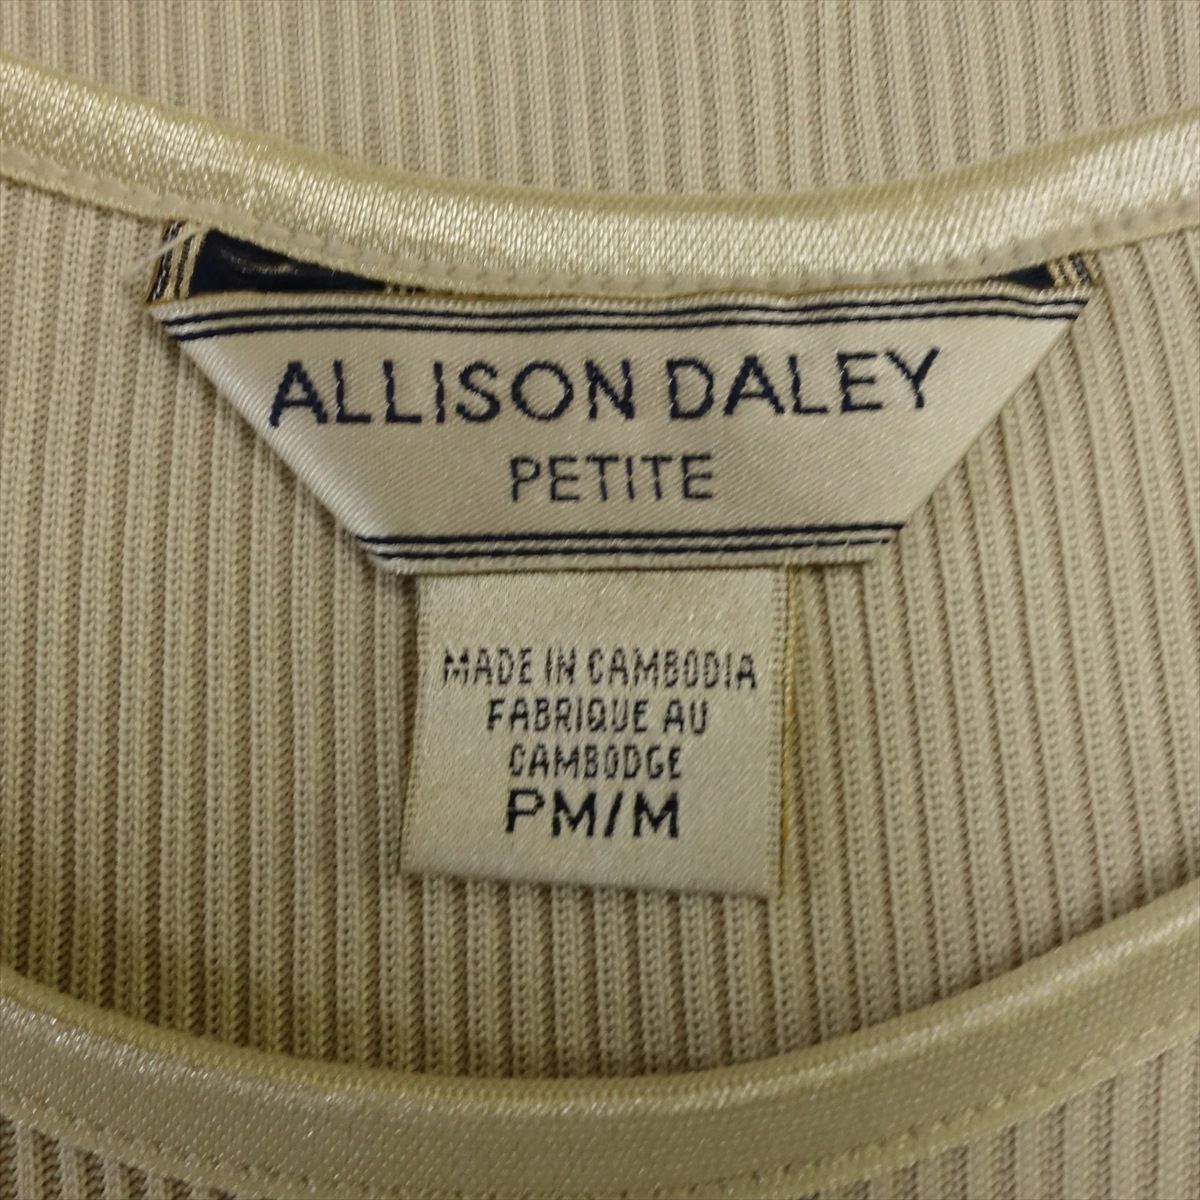 ALLISON DALEY
PETITE
MADE IN CAMBODIA
FABRIQUE AU
CAMBODGE
PM/M